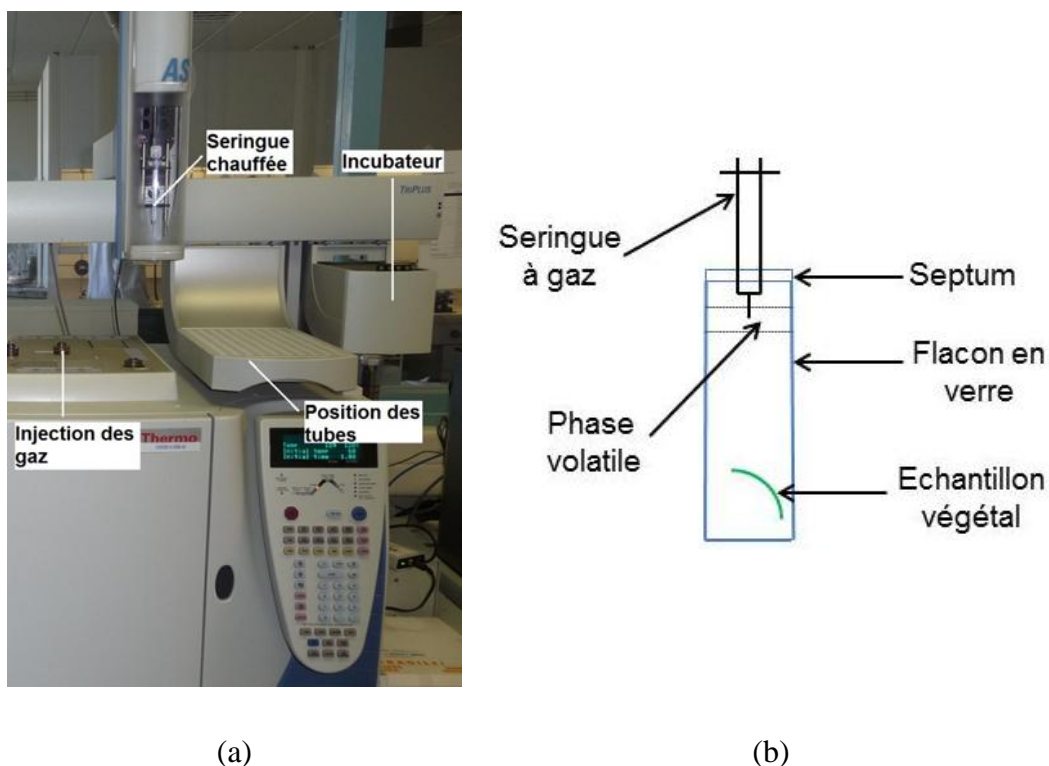 AS
Seringue
chauffée
Incubateur
TriPLUS
Injection des
gaz
Thermo
Position des
tubes
Seringue
à gaz
Septum
Flacon en
verre
Phase
volatile
Echantillon
végétal
(a)
(b)